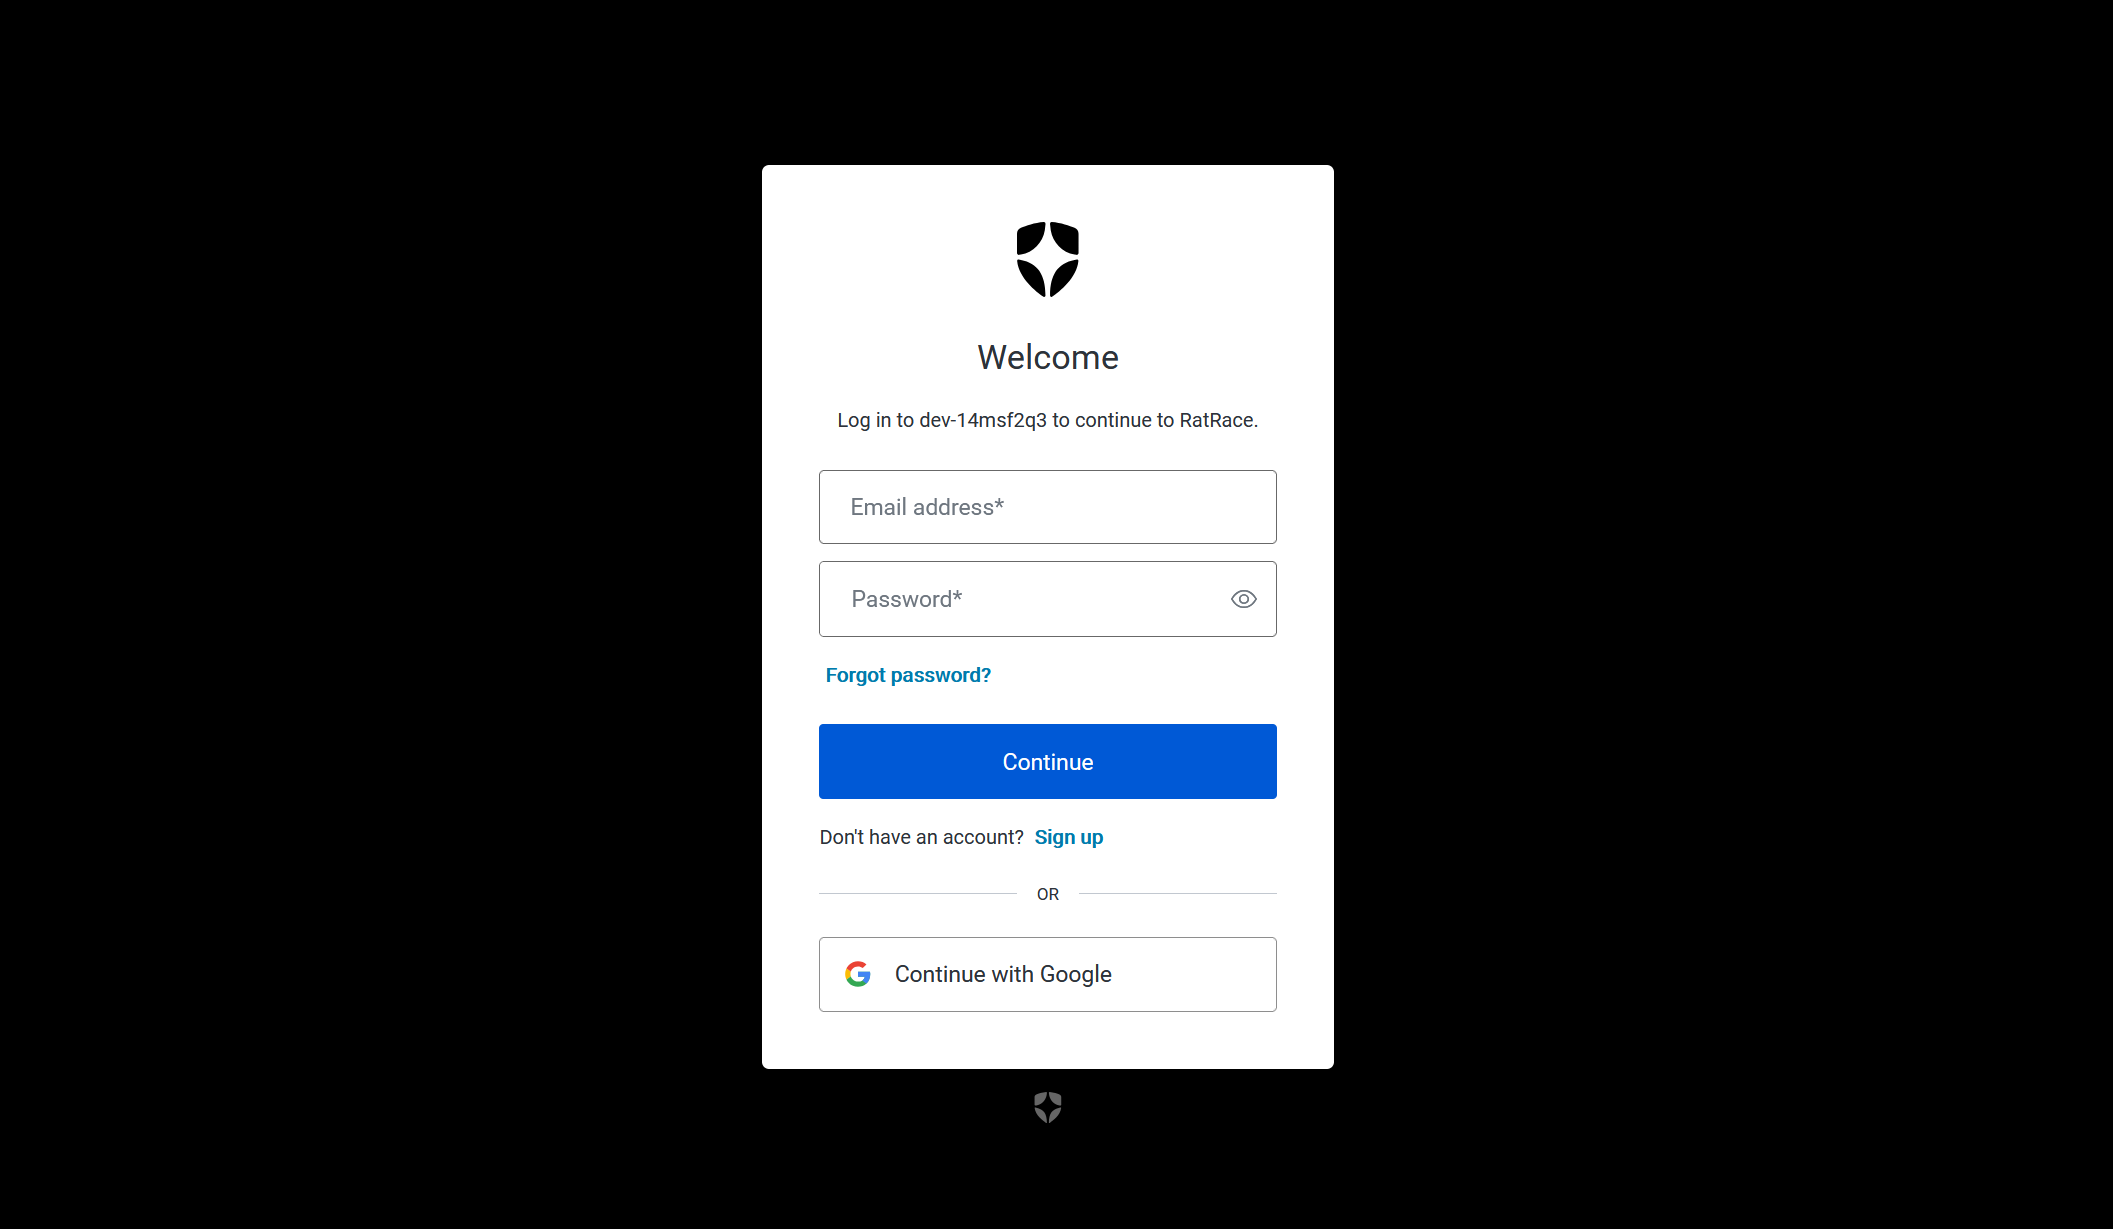 Welcome
Log in to dev-14msf2q3 to continue to RatRace.
Email address*
Password*
Forgot password?
Continue
Don't have an account? Sign up
OR
Continue with Google